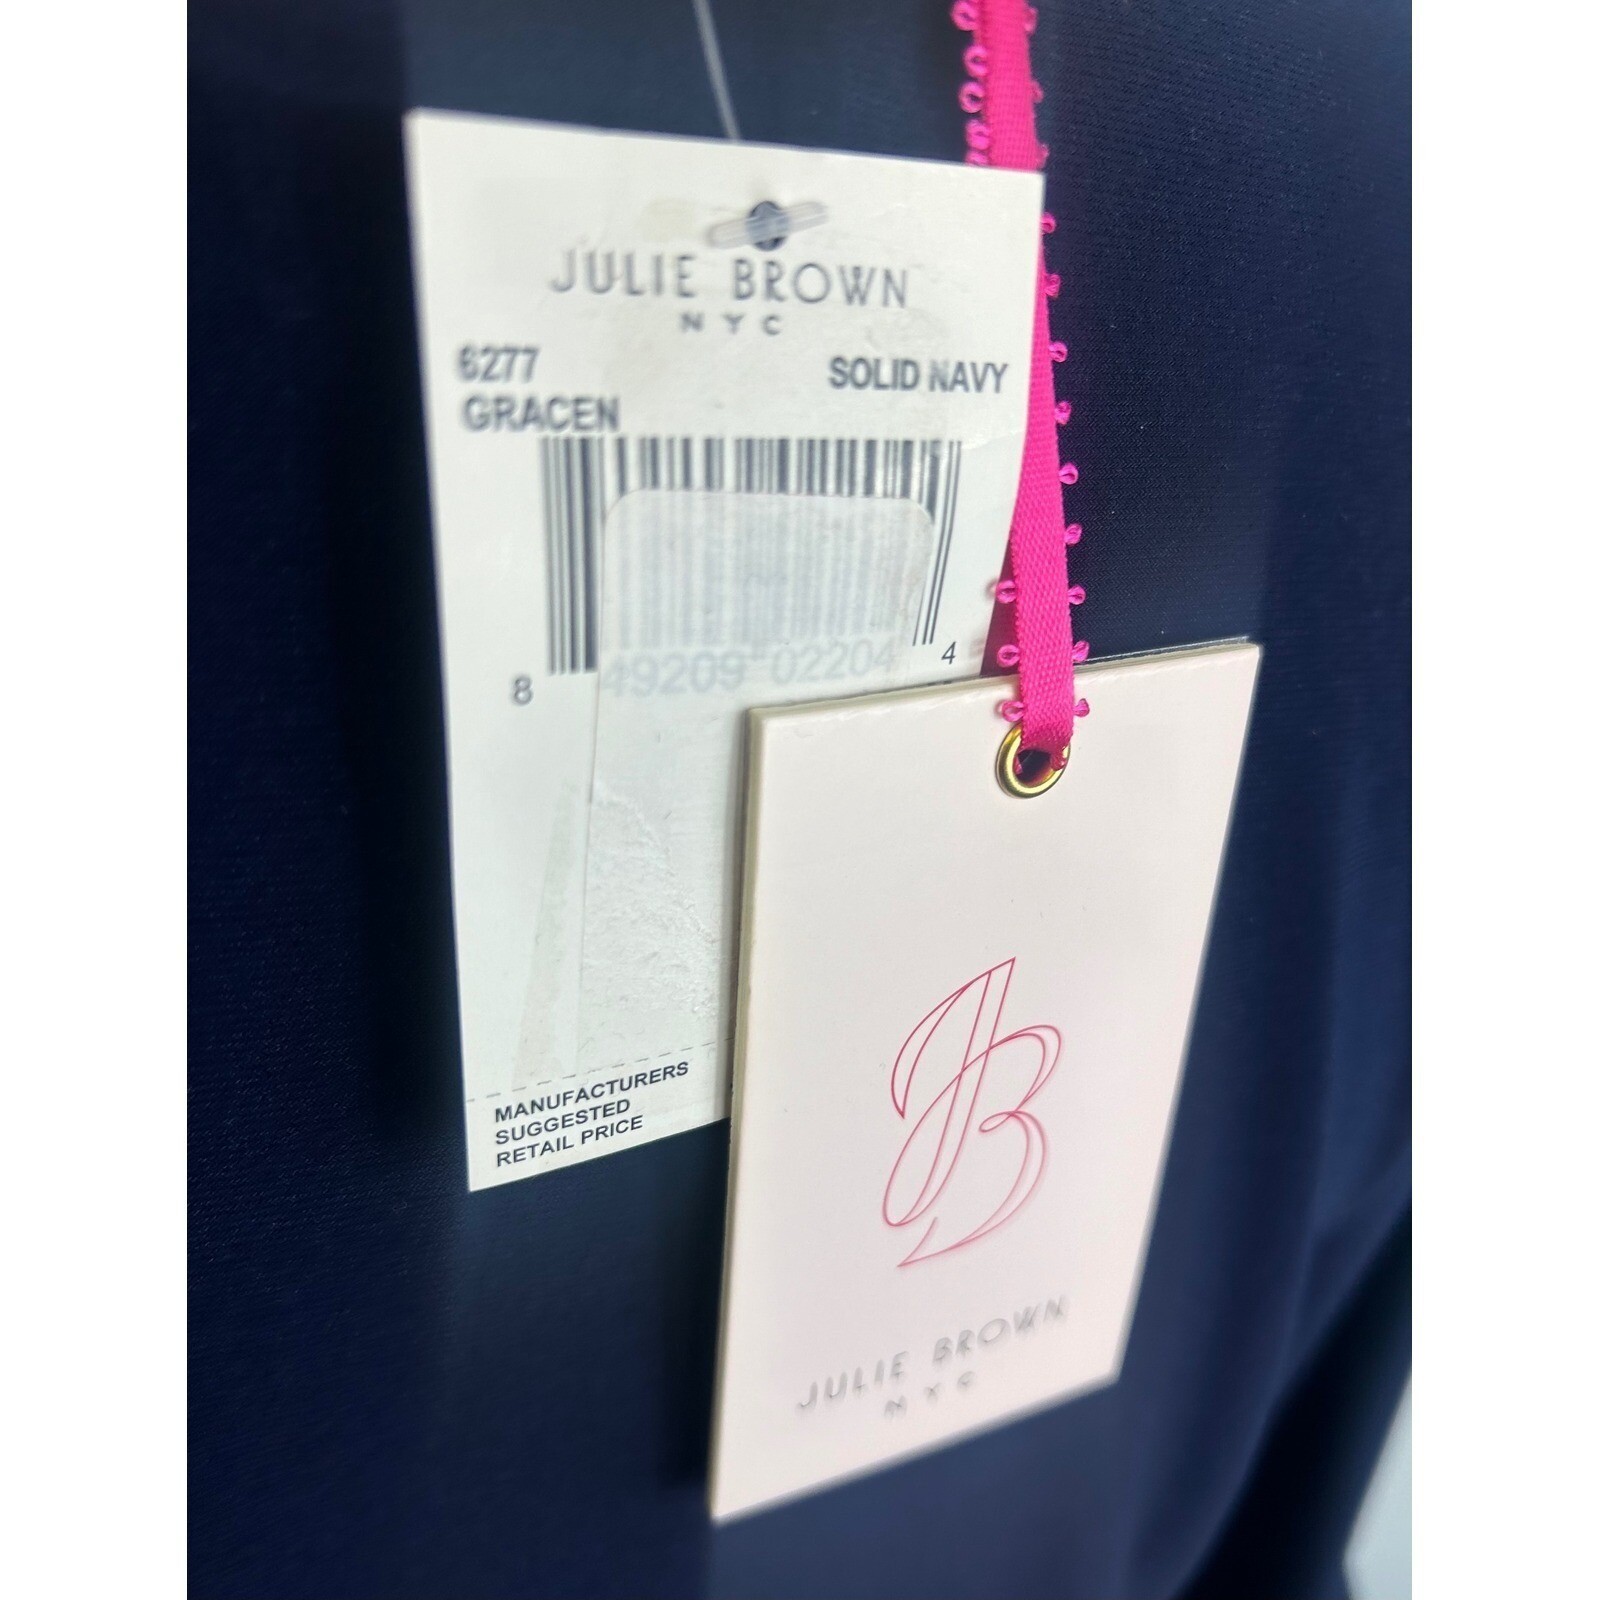 JULIE BROWN
NYC
6277 SOLID NAVY
GRACEN
8 49209 02204 4
MANUFACTURERS
SUGGESTED
RETAIL PRICE
JB
JULIE BROWN
NYC